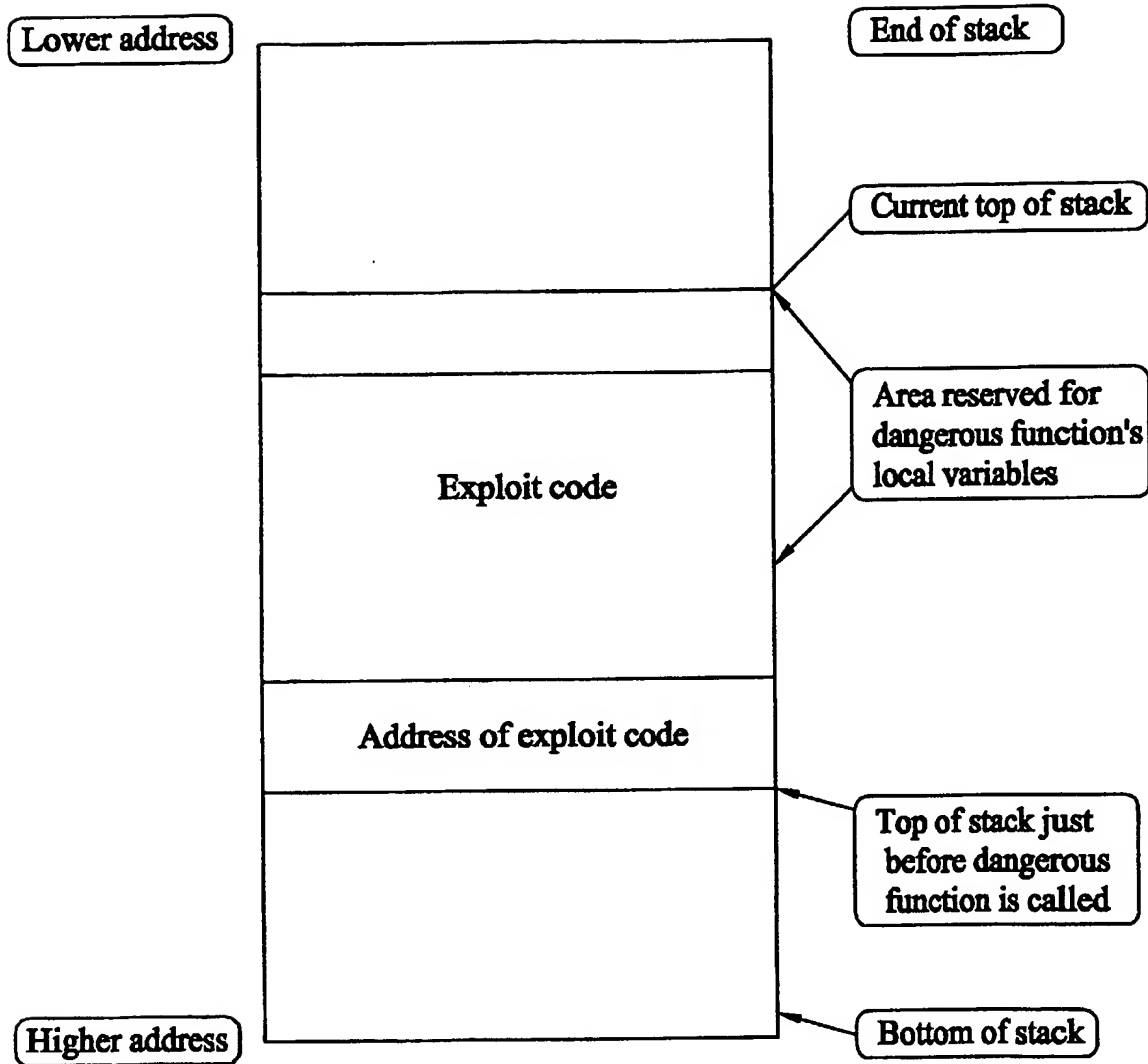 Lower address
End of stack
Current top of stack
Area reserved for
dangerous function's
local variables
Exploit code
Address of exploit code
Top of stack just
before dangerous
function is called
Higher address
Bottom of stack